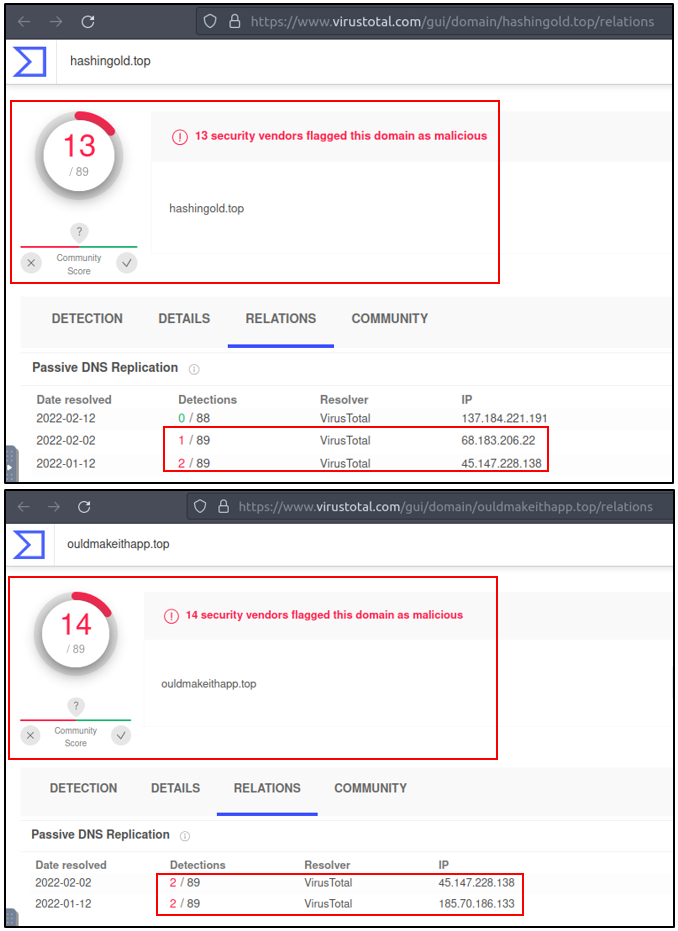 https://www.virustotal.com/gui/domain/hashingold.top/relations
hashingold.top
13
/ 89
13 security vendors flagged this domain as malicious
hashingold.top
?
Community
Score
DETECTION DETAILS RELATIONS COMMUNITY
Passive DNS Replication
Date resolved Detections Resolver IP
2022-02-12 0 / 88 VirusTotal 137.184.221.191
2022-02-02 1 / 89 VirusTotal 68.183.206.22
2022-01-12 2 / 89 VirusTotal 45.147.228.138
https://www.virustotal.com/gui/domain/ouldmakeithapp.top/relations
ouldmakeithapp.top
14
/ 89
14 security vendors flagged this domain as malicious
ouldmakeithapp.top
?
Community
Score
DETECTION DETAILS RELATIONS COMMUNITY
Passive DNS Replication
Date resolved Detections Resolver IP
2022-02-02 2 / 89 VirusTotal 45.147.228.138
2022-01-12 2 / 89 VirusTotal 185.70.186.133